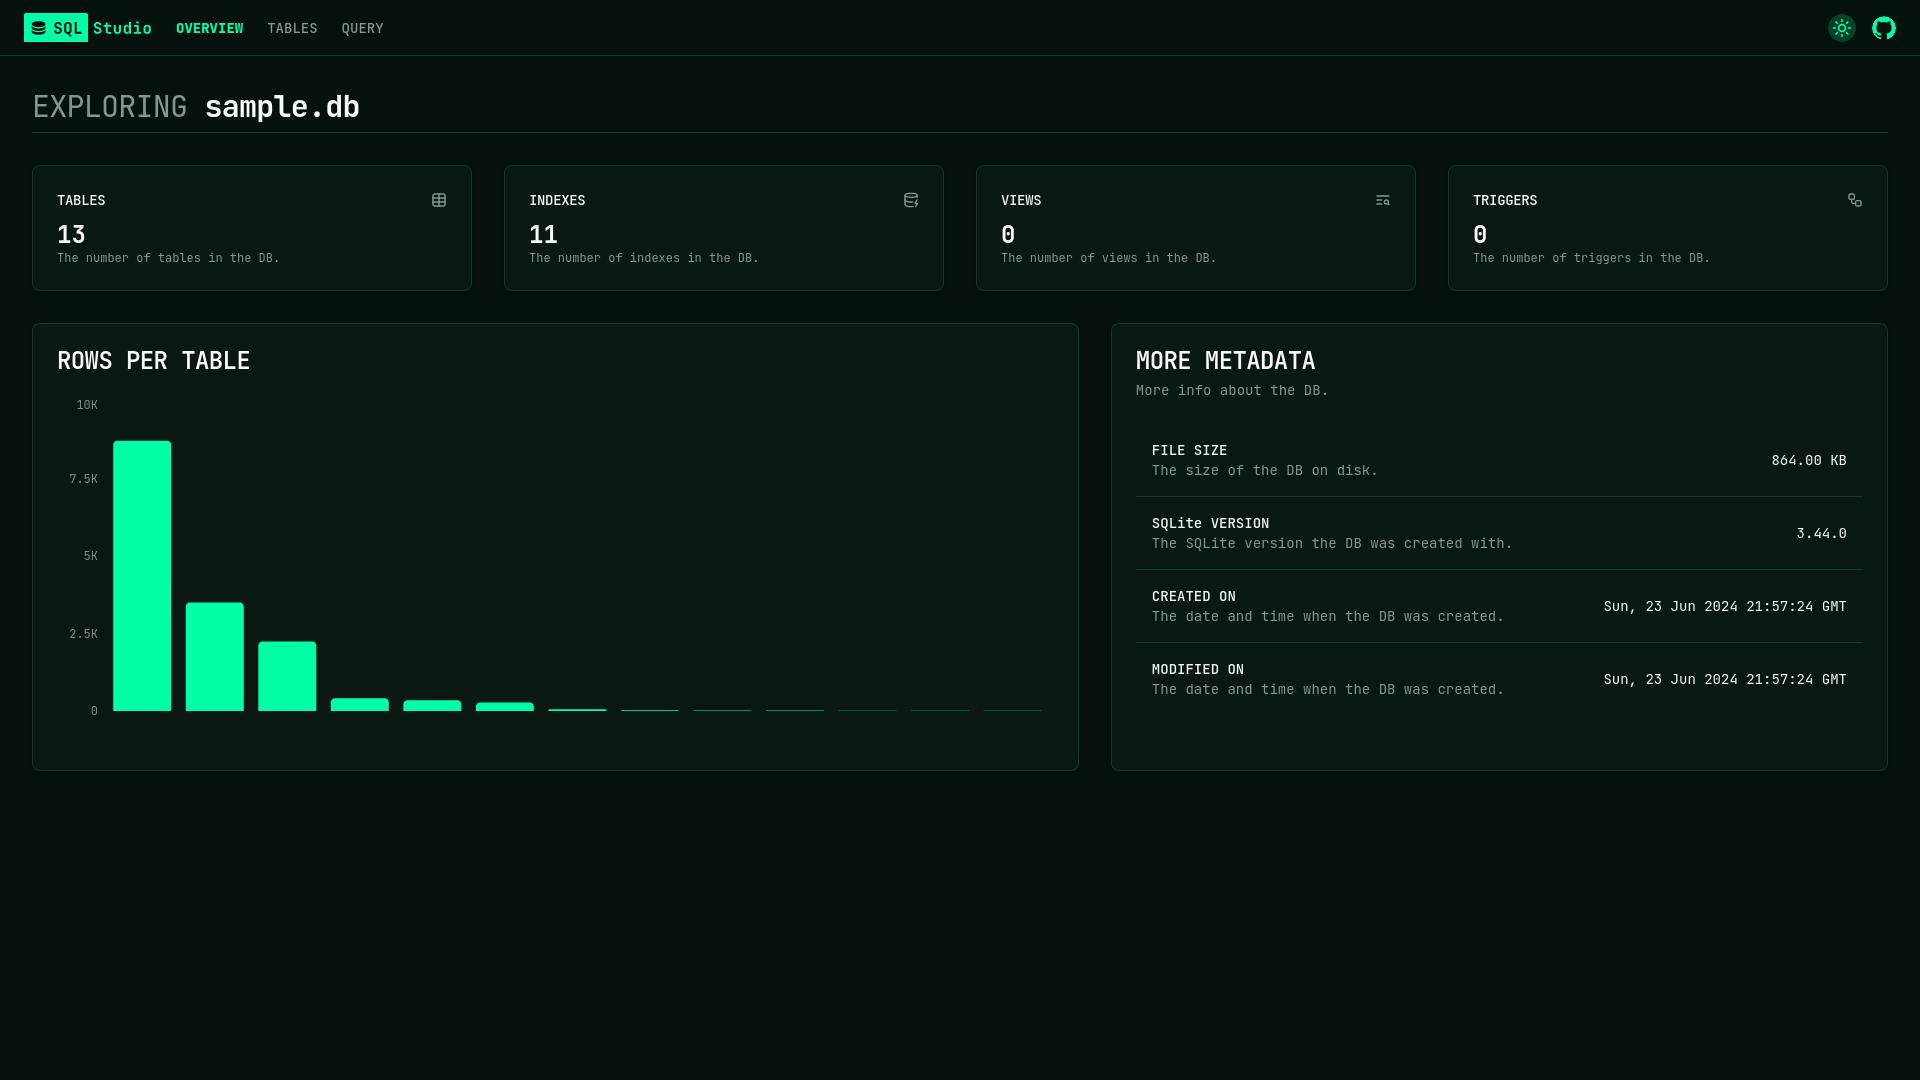 SQL Studio OVERVIEW TABLES QUERY
EXPLORING sample.db
TABLES
13
The number of tables in the DB.
INDEXES
11
The number of indexes in the DB.
VIEWS
0
The number of views in the DB.
TRIGGERS
0
The number of triggers in the DB.
ROWS PER TABLE
10K
7.5K
5K
2.5K
0
MORE METADATA
More info about the DB.
FILE SIZE
The size of the DB on disk.
864.00 KB
SQLite VERSION
The SQLite version the DB was created with.
3.44.0
CREATED ON
The date and time when the DB was created.
Sun, 23 Jun 2024 21:57:24 GMT
MODIFIED ON
The date and time when the DB was created.
Sun, 23 Jun 2024 21:57:24 GMT